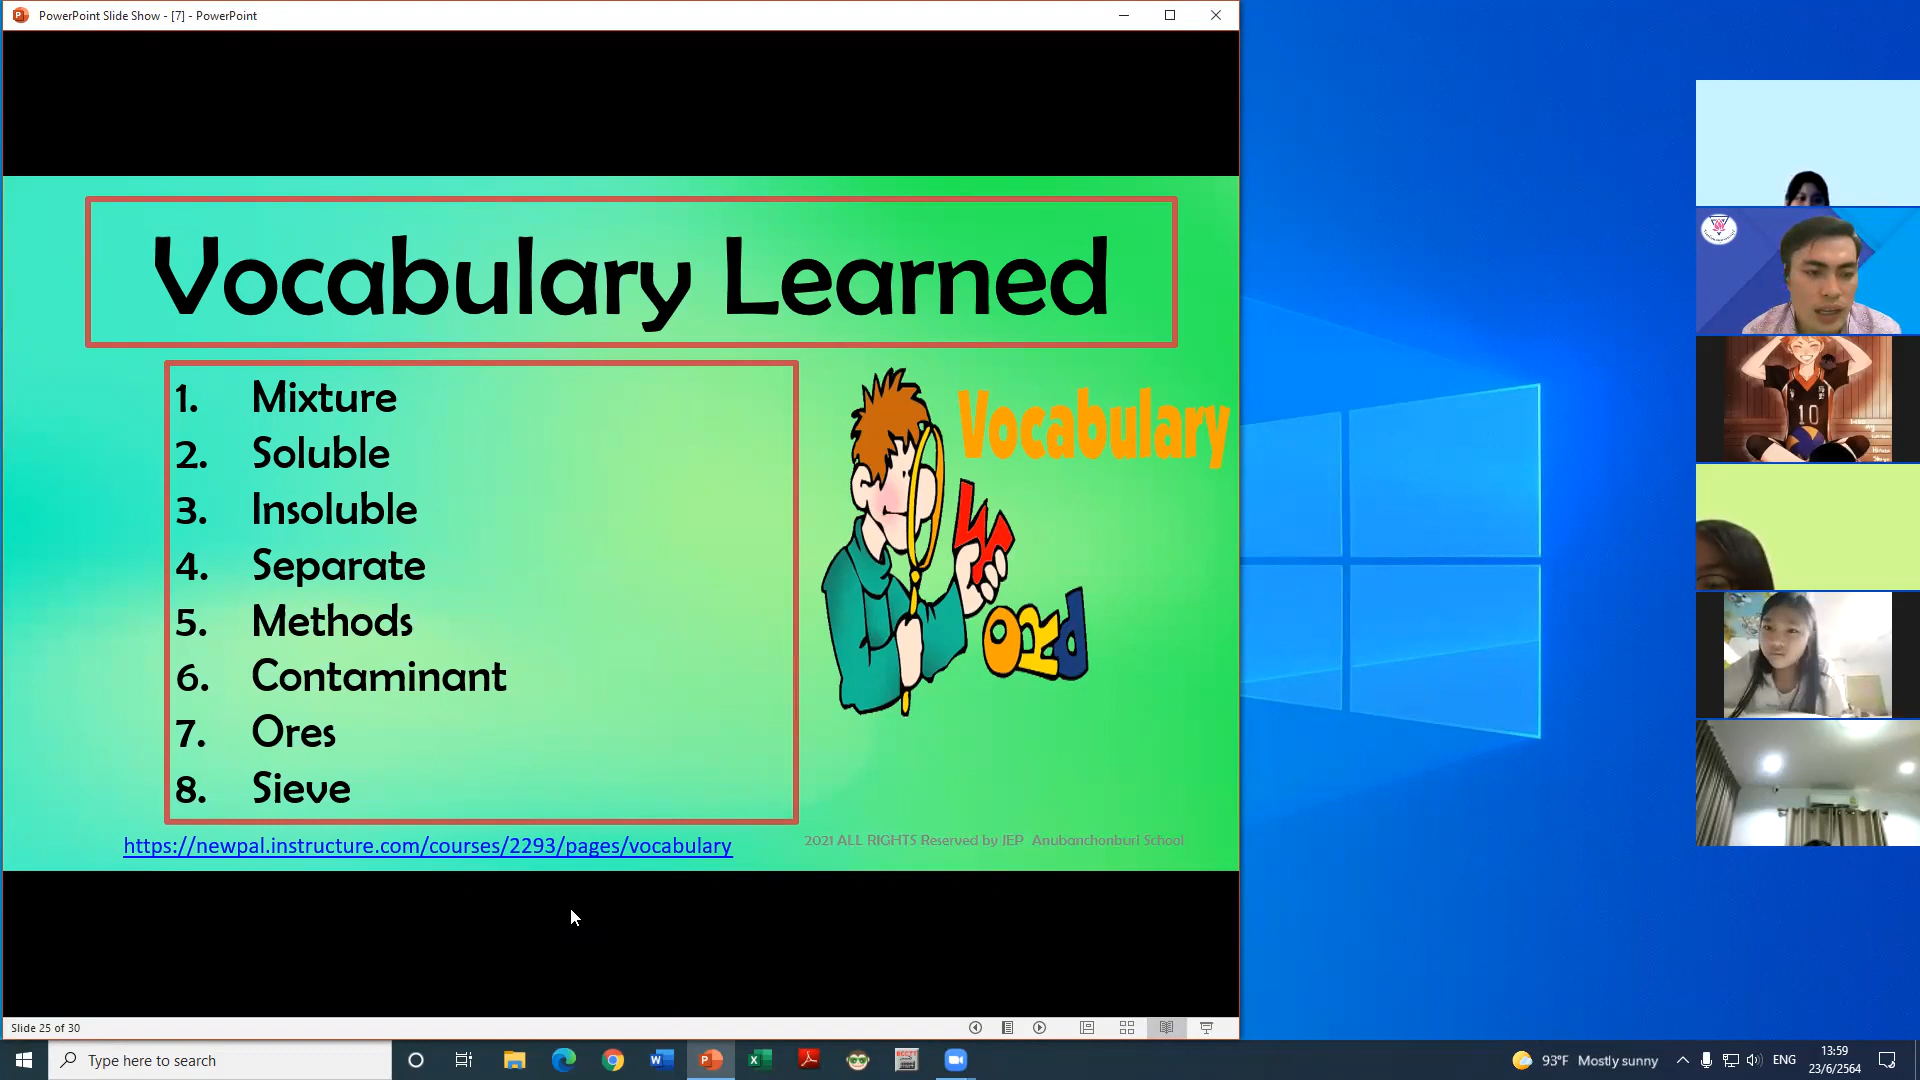 PowerPoint Slide Show - [7] - PowerPoint
Vocabulary Learned
1. Mixture
2. Soluble
3. Insoluble
4. Separate
5. Methods
6. Contaminant
7. Ores
8. Sieve
Vocabulary
Word
10
https://newpal.instructure.com/courses/2293/pages/vocabulary
2021 ALL RIGHTS Reserved by JEP Anubanchonburi School
Slide 25 of 30
Type here to search
93°F Mostly sunny
ENG
13:59
23/6/2564